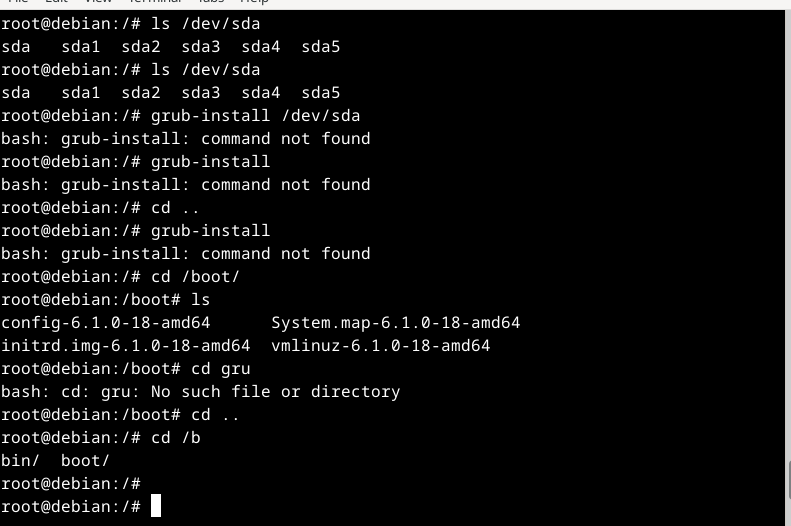 File Edit View Terminal Tabs Help
root@debian:/# ls /dev/sda
sda   sda1  sda2  sda3  sda4  sda5
root@debian:/# ls /dev/sda
sda   sda1  sda2  sda3  sda4  sda5
root@debian:/# grub-install /dev/sda
bash: grub-install: command not found
root@debian:/# grub-install
bash: grub-install: command not found
root@debian:/# cd ..
root@debian:/# grub-install
bash: grub-install: command not found
root@debian:/# cd /boot/
root@debian:/boot# ls
config-6.1.0-18-amd64      System.map-6.1.0-18-amd64
initrd.img-6.1.0-18-amd64  vmlinuz-6.1.0-18-amd64
root@debian:/boot# cd gru
bash: cd: gru: No such file or directory
root@debian:/boot# cd ..
root@debian:/# cd /b
bin/  boot/
root@debian:/#
root@debian:/#